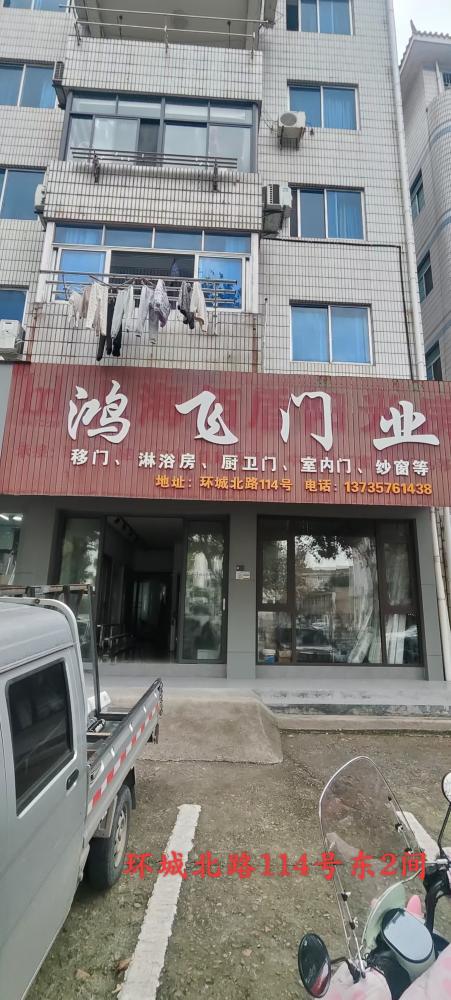 鸿飞门业
移门、淋浴房、厨卫门、室内门、纱窗等
地址：环城北路114号 电话：13735761438
环城北路114号东2间